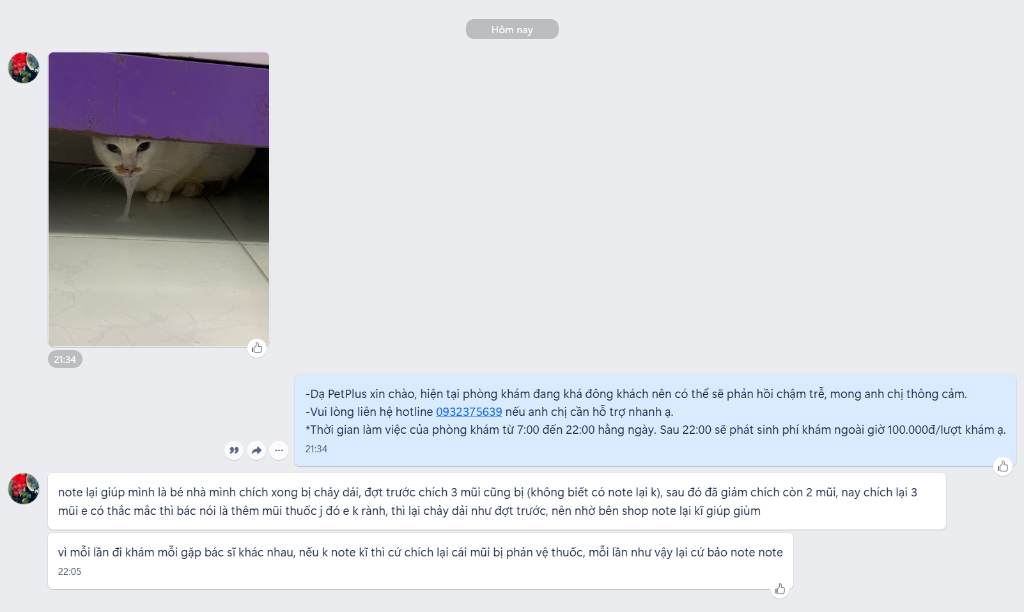 Hôm nay
21:34
-Dạ PetPlus xin chào, hiện tại phòng khám đang khá đông khách nên có thể sẽ phản hồi chậm trễ, mong anh chị thông cảm.
-Vui lòng liên hệ hotline 0932375639 nếu anh chị cần hỗ trợ nhanh ạ.
*Thời gian làm việc của phòng khám từ 7:00 đến 22:00 hằng ngày. Sau 22:00 sẽ phát sinh phí khám ngoài giờ 100.000đ/lượt khám ạ.
21:34
note lại giúp mình là bé nhà mình chích xong bị chảy dãi, đợt trước chích 3 mũi cũng bị (không biết có note lại k), sau đó đã giảm chích còn 2 mũi, nay chích lại 3
mũi e có thắc mắc thì bác nói là thêm mũi thuốc j đó e k rành, thì lại chảy dãi như đợt trước, nên nhờ bên shop note lại kĩ giúp giùm
vì mỗi lần đi khám mỗi gặp bác sĩ khác nhau, nếu k note kĩ thì cứ chích lại cái mũi bị phản vệ thuốc, mỗi lần như vậy lại cứ bảo note note
22:05